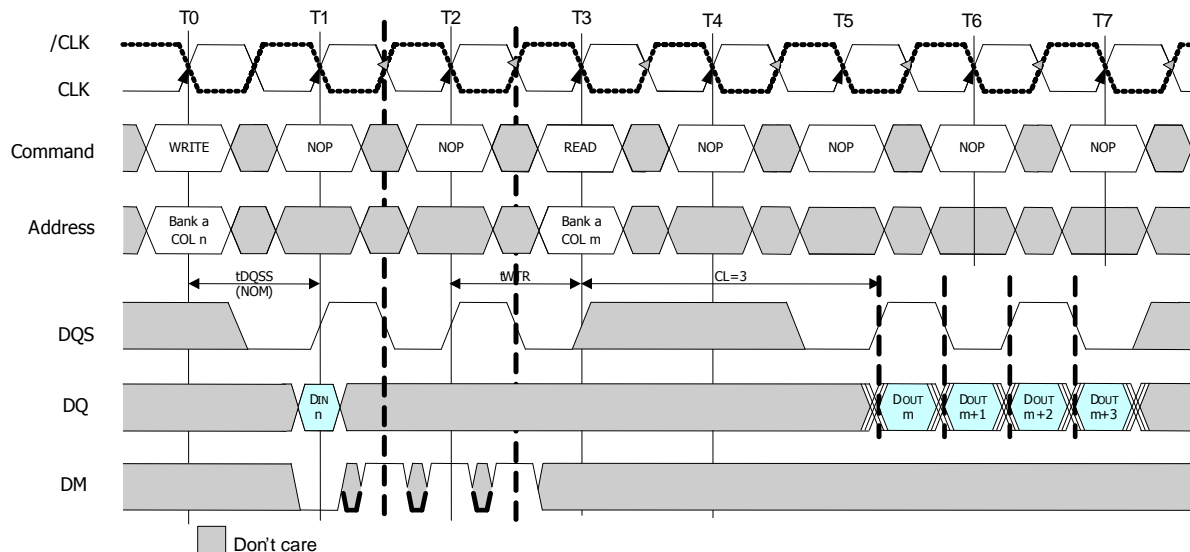 T0 T1 T2 T3 T4 T5 T6 T7
/CLK
CLK
Command WRITE NOP NOP READ NOP NOP NOP NOP
Address Bank a COL n Bank a COL m
tDQSS (NOM) tWTR CL=3
DQS
DQ DIN n DOUT m DOUT m+1 DOUT m+2 DOUT m+3
DM
Don't care